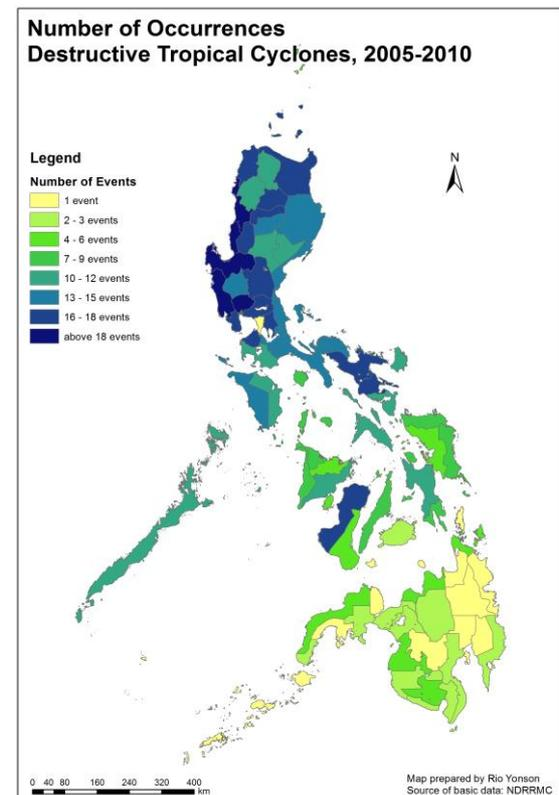 Number of Occurrences
Destructive Tropical Cyclones, 2005-2010
N
Legend
Number of Events
1 event
2 - 3 events
4 - 6 events
7 - 9 events
10 - 12 events
13 - 15 events
16 - 18 events
above 18 events
0 40 80 160 240 320 400
km
Map prepared by Rio Yonson
Source of basic data: NDRRMC